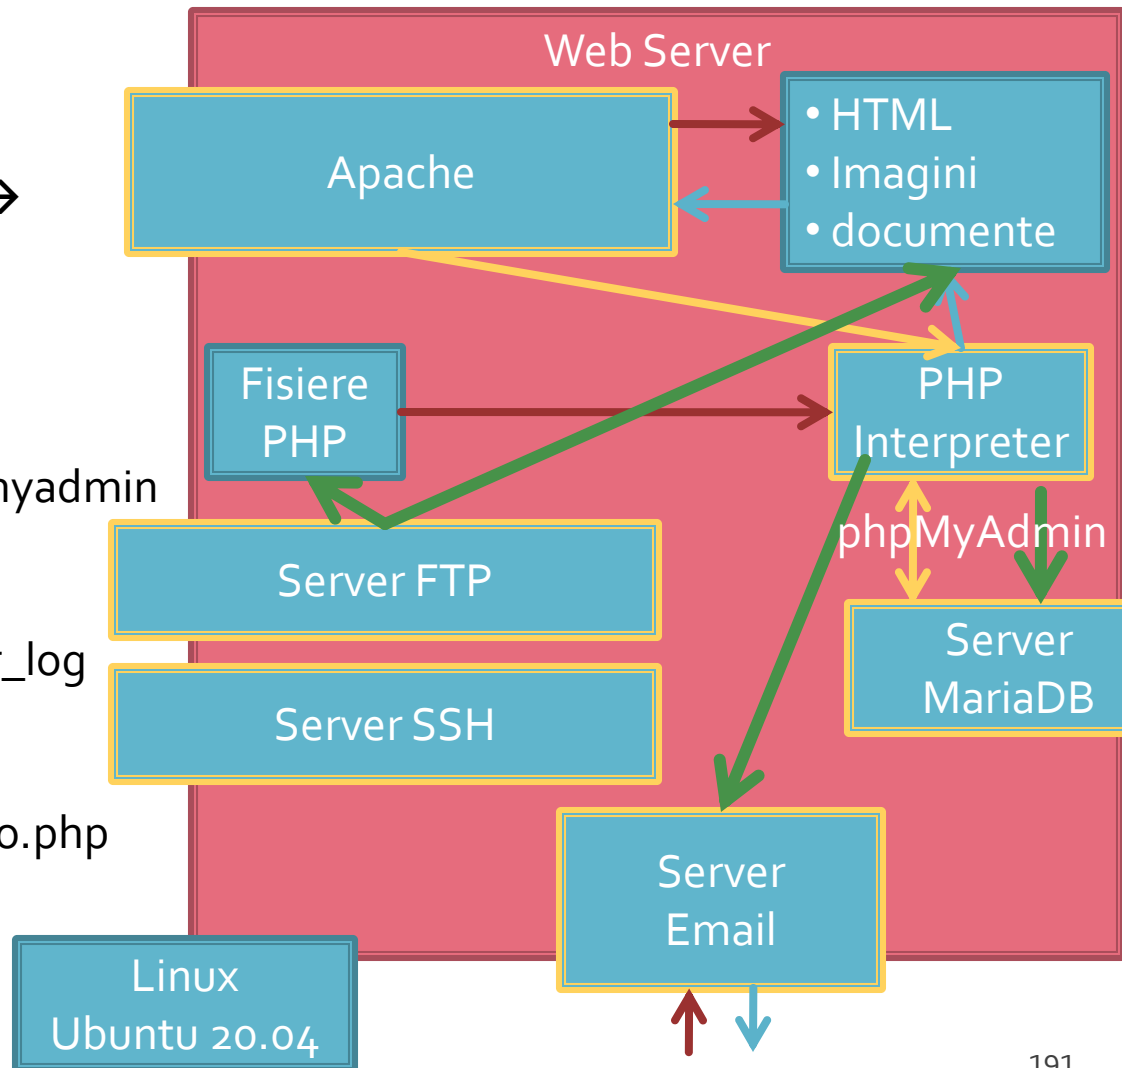 Web Server
Apache
• HTML
• Imagini
• documente
→
Fisiere
PHP
PHP
Interpreter
nyadmin
phpMyAdmin
Server FTP
_log
Server
MariaDB
Server SSH
o.php
Server
Email
Linux
Ubuntu 20.04
191